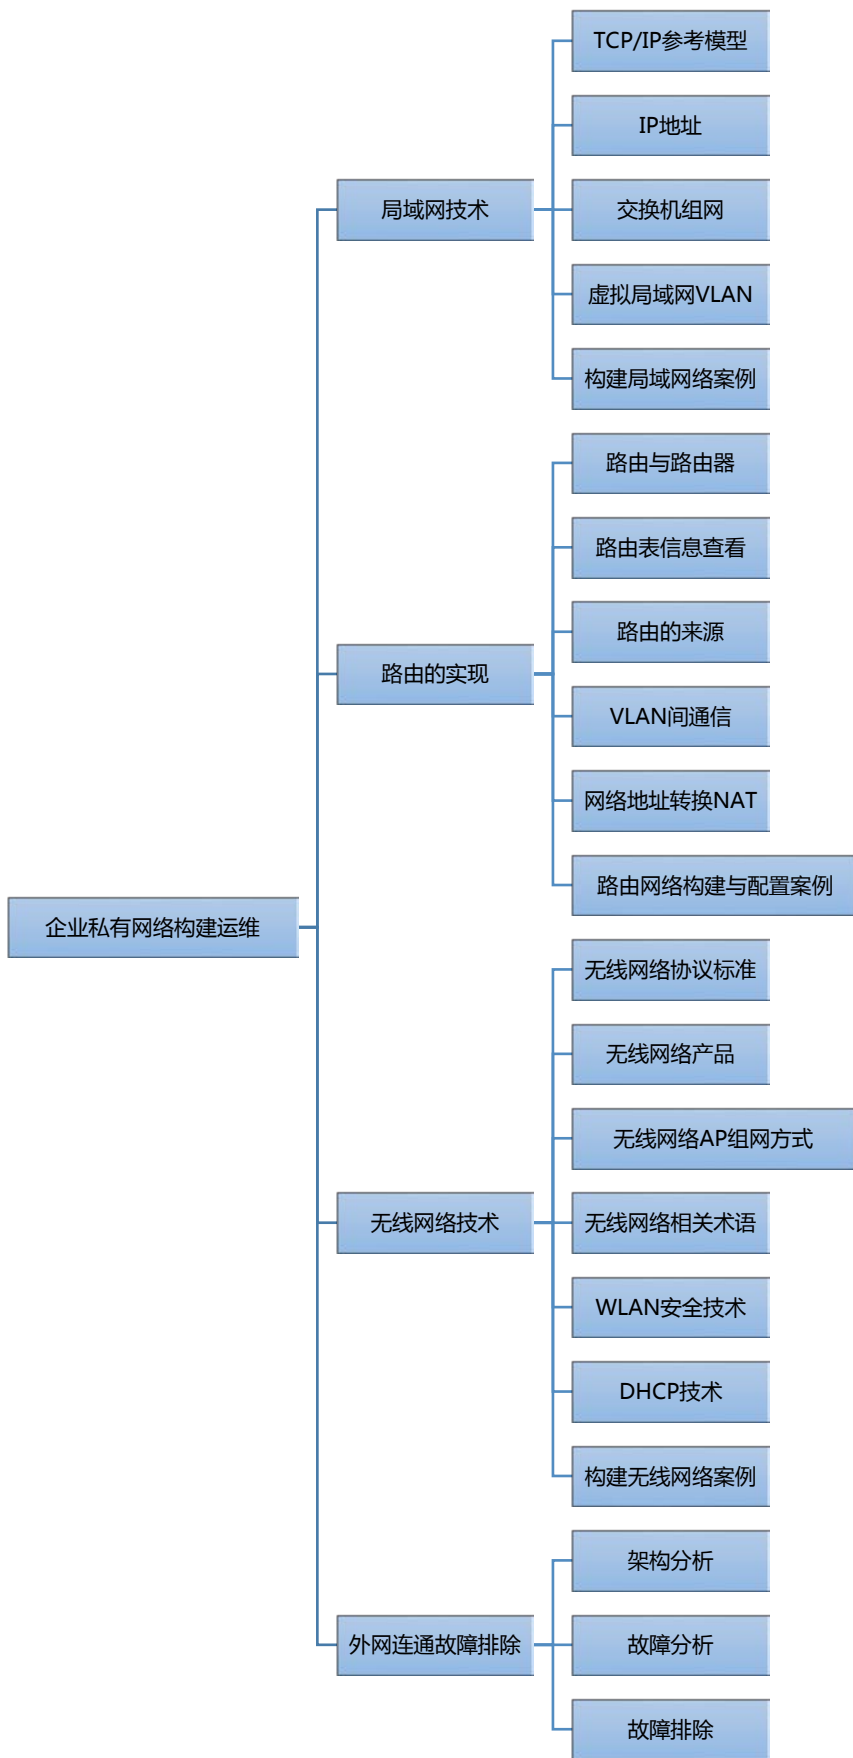 企业私有网络构建运维
局域网技术
TCP/IP参考模型
IP地址
交换机组网
虚拟局域网VLAN
构建局域网络案例
路由的实现
路由与路由器
路由表信息查看
路由的来源
VLAN间通信
网络地址转换NAT
路由网络构建与配置案例
无线网络技术
无线网络协议标准
无线网络产品
无线网络AP组网方式
无线网络相关术语
WLAN安全技术
DHCP技术
构建无线网络案例
外网连通故障排除
架构分析
故障分析
故障排除